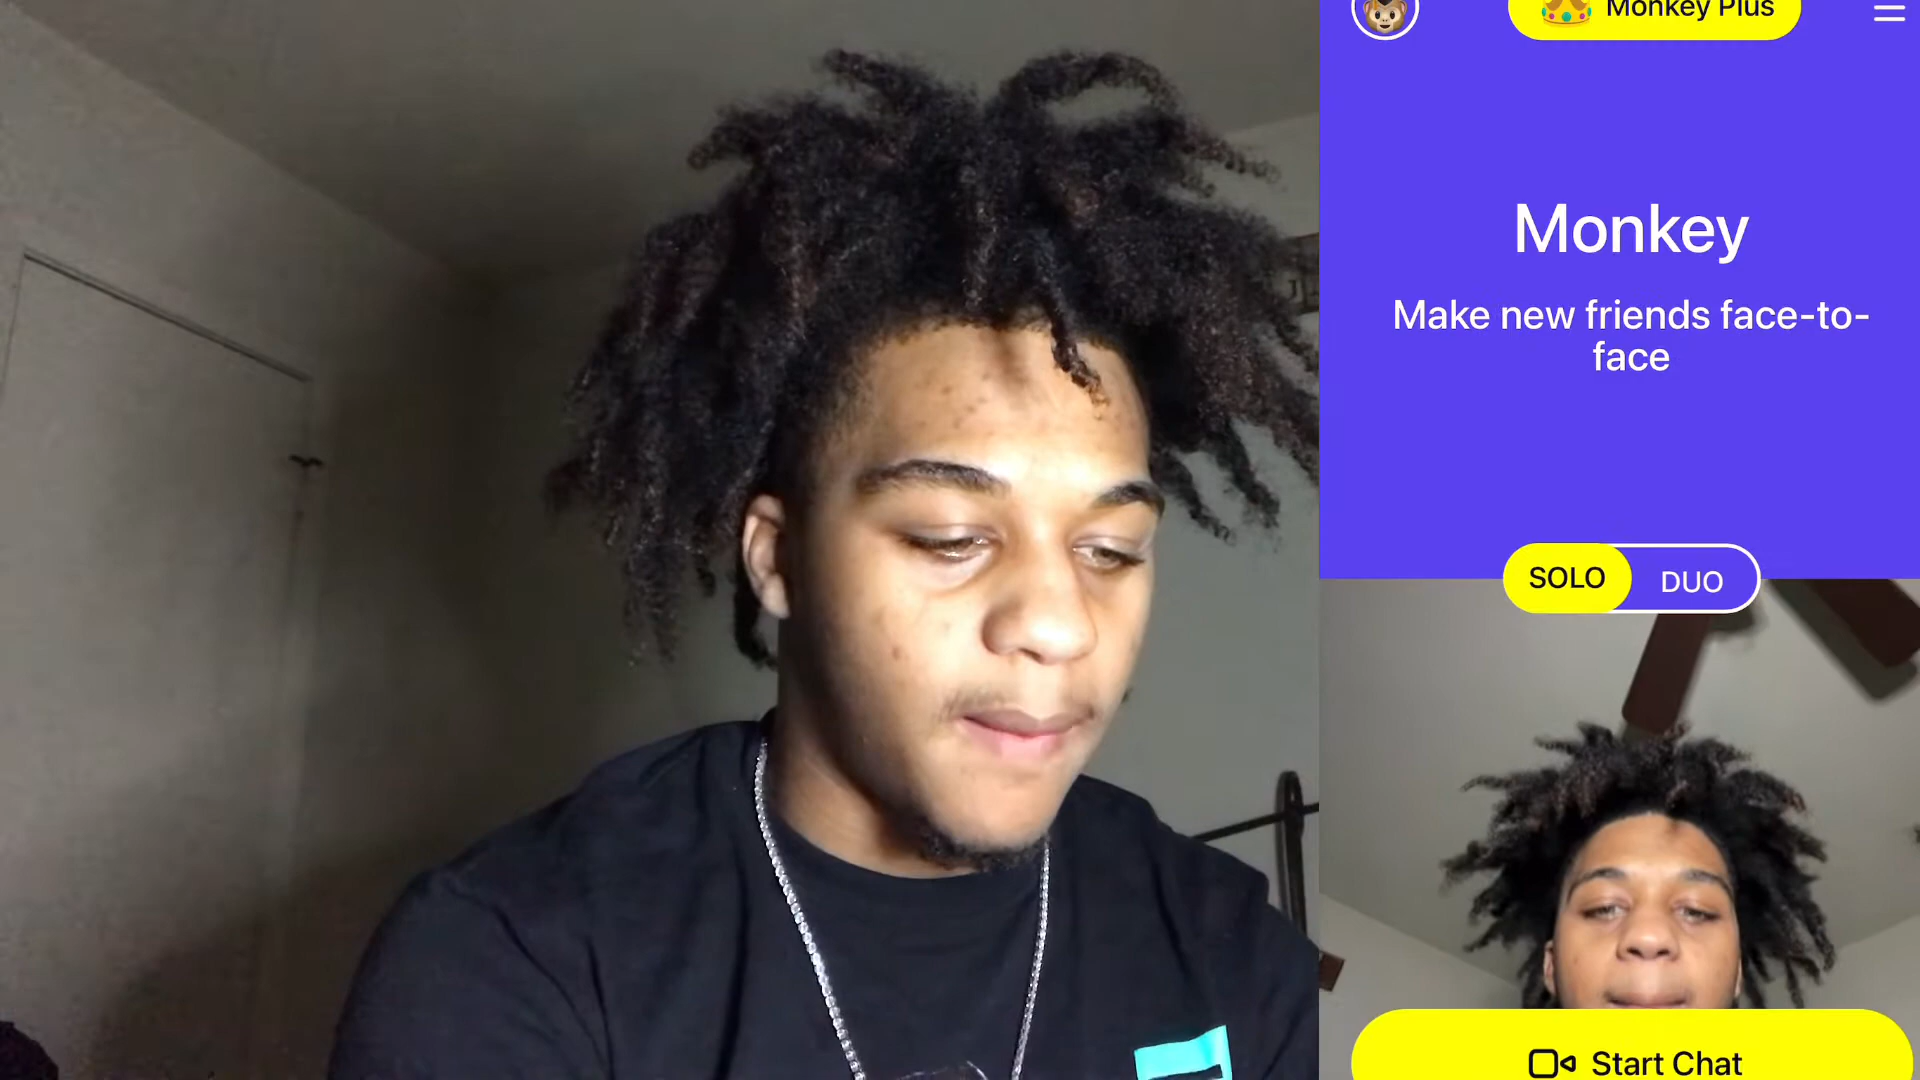 Monkey Plus
Monkey
Make new friends face-to-
face
SOLO
DUO
Start Chat